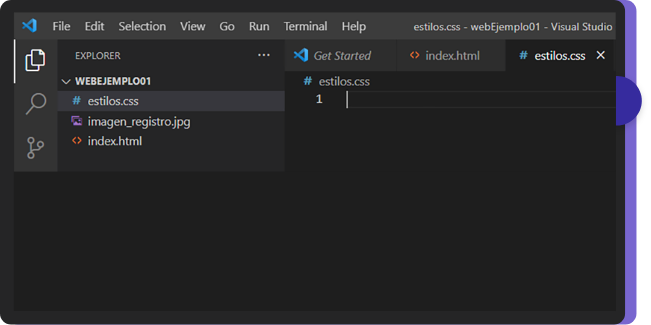 File Edit Selection View Go Run Terminal Help estilos.css - webEjemplo01 - Visual Studio
EXPLORER ···
Get Started index.html # estilos.css ×
WEBEJEMPLO01
# estilos.css
imagen_registro.jpg
<> index.html
# estilos.css
1